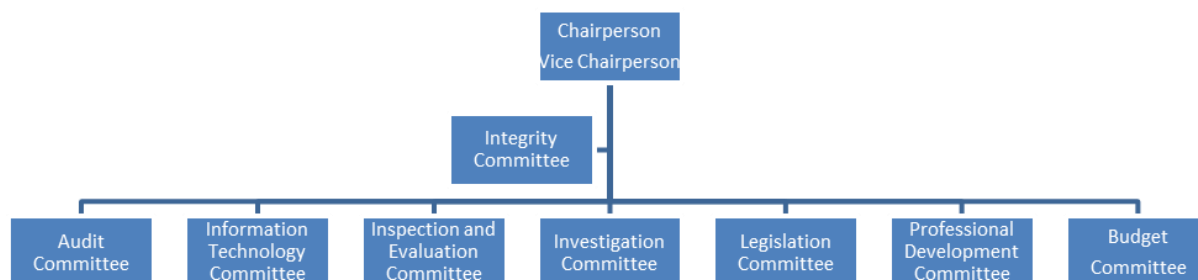 Chairperson
Vice Chairperson
Integrity
Committee
Audit
Committee
Information
Technology
Committee
Inspection and
Evaluation
Committee
Investigation
Committee
Legislation
Committee
Professional
Development
Committee
Budget
Committee